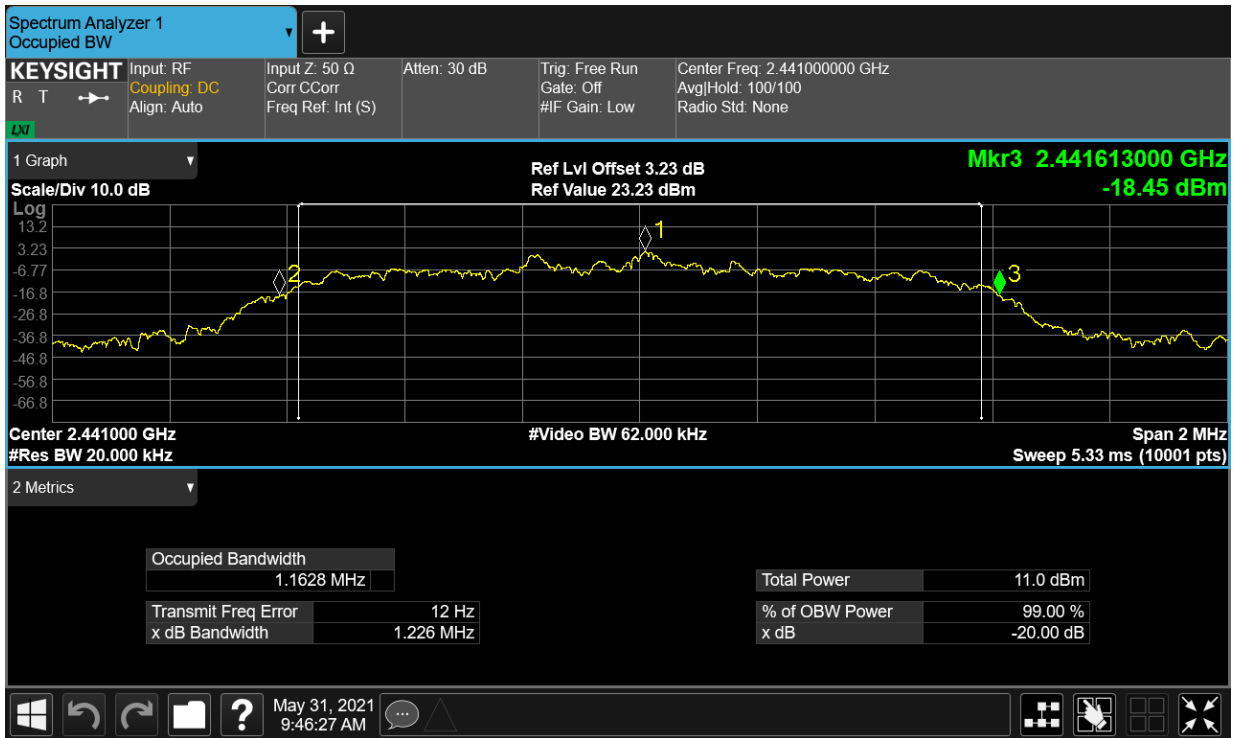 Spectrum Analyzer 1
Occupied BW
KEYSIGHT
R T
LXI
Input: RF
Coupling: DC
Align: Auto
Input Z: 50 Ω
Corr CCorr
Freq Ref: Int (S)
Atten: 30 dB
Trig: Free Run
Gate: Off
#IF Gain: Low
Center Freq: 2.441000000 GHz
Avg|Hold: 100/100
Radio Std: None
1 Graph
Scale/Div 10.0 dB
Ref Lvl Offset 3.23 dB
Ref Value 23.23 dBm
Mkr3 2.441613000 GHz
-18.45 dBm
Log
13.2
3.23
-6.77
-16.8
-26.8
-36.8
-46.8
-56.8
-66.8
1
2
3
Center 2.441000 GHz
#Video BW 62.000 kHz
Span 2 MHz
#Res BW 20.000 kHz
Sweep 5.33 ms (10001 pts)
2 Metrics
Occupied Bandwidth
1.1628 MHz
Total Power 11.0 dBm
Transmit Freq Error 12 Hz
% of OBW Power 99.00 %
x dB Bandwidth 1.226 MHz
x dB -20.00 dB
?
May 31, 2021
9:46:27 AM